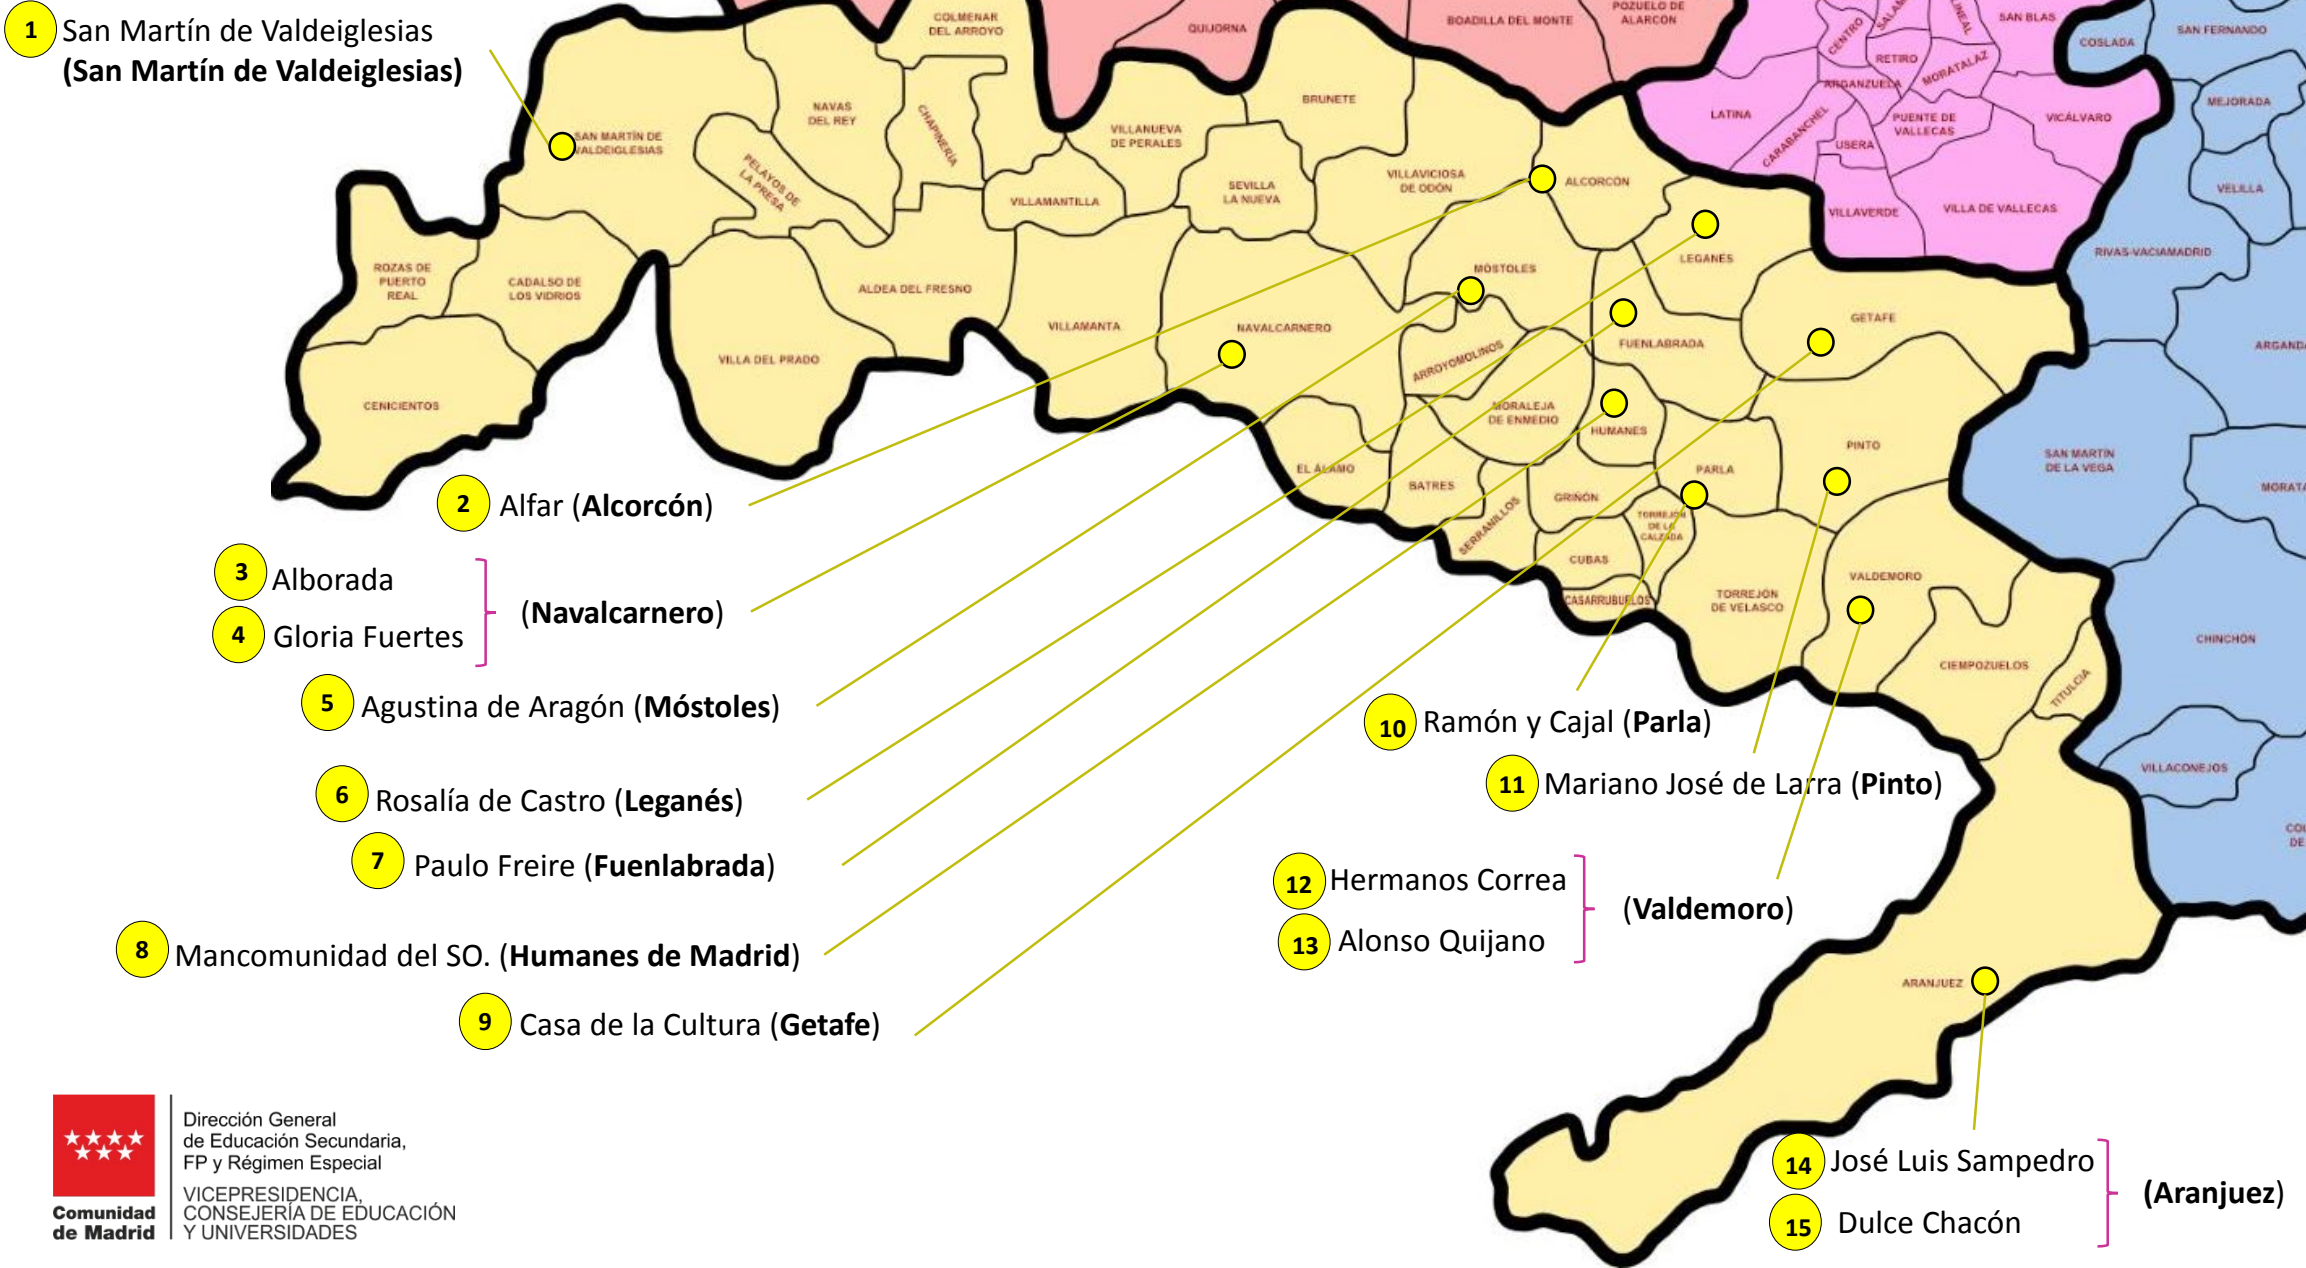 1 San Martín de Valdeiglesias
(San Martín de Valdeiglesias)
2 Alfar (Alcorcón)
3 Alborada
4 Gloria Fuertes
(Navalcarnero)
5 Agustina de Aragón (Móstoles)
6 Rosalía de Castro (Leganés)
7 Paulo Freire (Fuenlabrada)
8 Mancomunidad del SO. (Humanes de Madrid)
9 Casa de la Cultura (Getafe)
10 Ramón y Cajal (Parla)
11 Mariano José de Larra (Pinto)
12 Hermanos Correa
13 Alonso Quijano
(Valdemoro)
14 José Luis Sampedro
15 Dulce Chacón
(Aranjuez)
COLMENAR
DEL ARROYO
QUIJORNA
BOADILLA DEL MONTE
POZUELO DE
ALARCÓN
CENTRO
RETIRO
MORATALAZ
SAN BLAS
COSLADA
SAN FERNANDO
MEJORADA
ARGANZUELA
LATINA
CARABANCHEL
USERA
PUENTE DE
VALLECAS
VICÁLVARO
VELILLA
VILLAVERDE
VILLA DE VALLECAS
RIVAS-VACIAMADRID
SAN MARTÍN DE
VALDEIGLESIAS
NAVAS
DEL REY
CHAPINERÍA
PELAYOS DE
LA PRESA
VILLANUEVA
DE PERALES
BRUNETE
VILLAMANTILLA
SEVILLA
LA NUEVA
VILLAVICIOSA
DE ODÓN
ALCORCÓN
LEGANES
MÓSTOLES
ROZAS DE
PUERTO
REAL
CADALSO DE
LOS VIDRIOS
ALDEA DEL FRESNO
VILLA DEL PRADO
VILLAMANTA
NAVALCARNERO
CENICIENTOS
ARROYOMOLINOS
FUENLABRADA
GETAFE
MORALEJA
DE ENMEDIO
HUMANES
EL ÁLAMO
BATRES
SERRANILLOS
GRIÑÓN
PARLA
PINTO
TORREJÓN
DE LA
CALZADA
CUBAS
CASARRUBUELOS
TORREJÓN
DE VELASCO
VALDEMORO
CIEMPOZUELOS
TITULCIA
ARANJUEZ
SAN MARTÍN
DE LA VEGA
CHINCHÓN
VILLACONEJOS
Comunidad
de Madrid
Dirección General
de Educación Secundaria,
FP y Régimen Especial
VICEPRESIDENCIA,
CONSEJERÍA DE EDUCACIÓN
Y UNIVERSIDADES